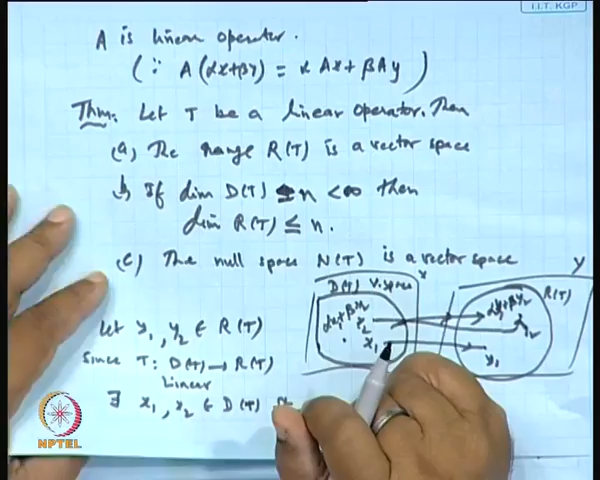 I.I.T. KGP
A is linear operator.
(∵ A(αx+βy) = α Ax + βAy)
Thm: Let T be a linear operator. Then
(a) The range R(T) is a vector space
b) If dim D(T) = n < ∞ then
dim R(T) ≤ n.
(c) The null space N(T) is a vector space
X
Y
D(T) V. space
R(T)
αx1+βx2
x2
x1
αy1+βy2
y2
y1
Let y1, y2 ∈ R(T)
Since T: D(T) → R(T)
Linear
∃ x1, x2 ∈ D(T)
NPTEL